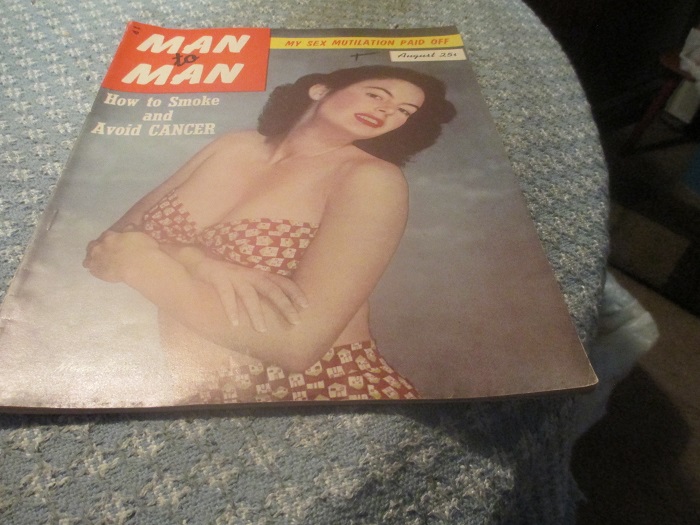 MAN
to
MAN
MY SEX MUTILATION PAID OFF
August 25¢
How to Smoke
and
Avoid CANCER